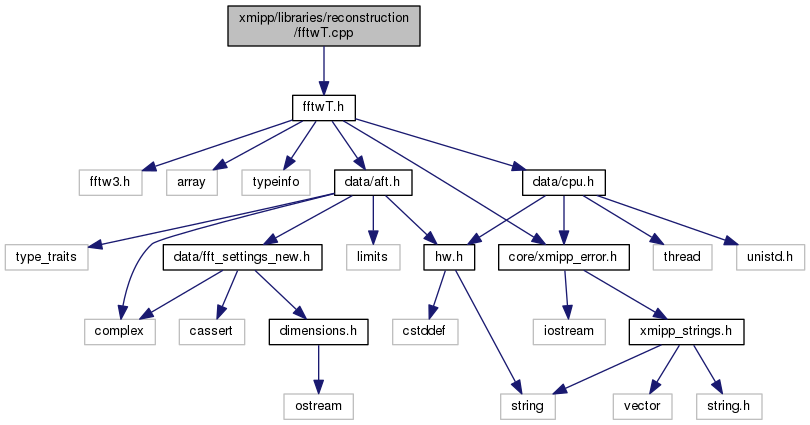 xmipp/libraries/reconstruction
/fftwT.cpp
fftwT.h
fftw3.h
array
typeinfo
data/aft.h
data/cpu.h
type_traits
data/fft_settings_new.h
limits
hw.h
core/xmipp_error.h
thread
unistd.h
complex
cassert
dimensions.h
cstddef
iostream
xmipp_strings.h
ostream
string
vector
string.h